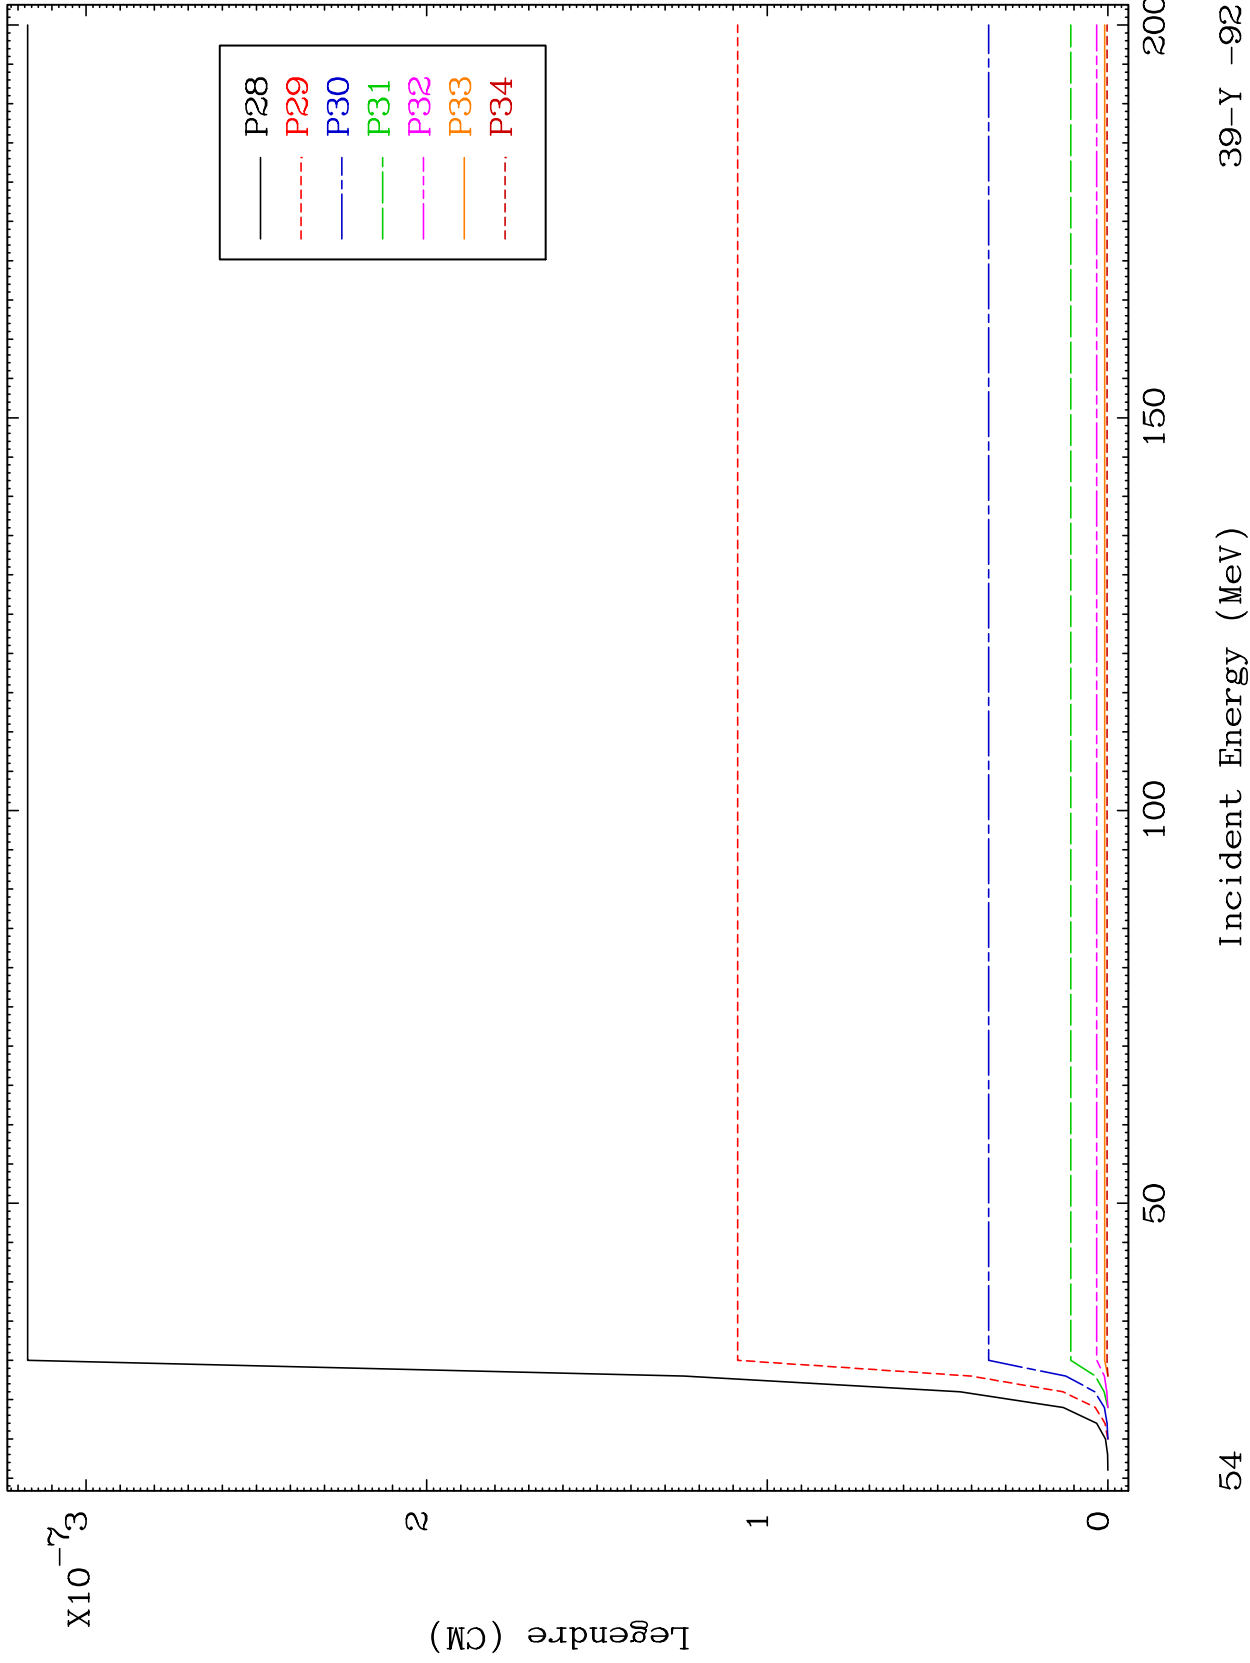 X10⁻⁷
3
2
1
0
Legendre (CM)
P28
P29
P30
P31
P32
P33
P34
50
100
150
200
Incident Energy (MeV)
54
39-Y -92